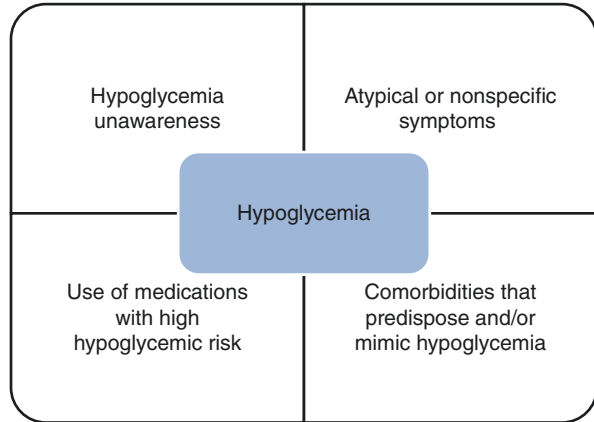 Hypoglycemia
unawareness
Atypical or nonspecific
symptoms
Hypoglycemia
Use of medications
with high
hypoglycemic risk
Comorbidities that
predispose and/or
mimic hypoglycemia